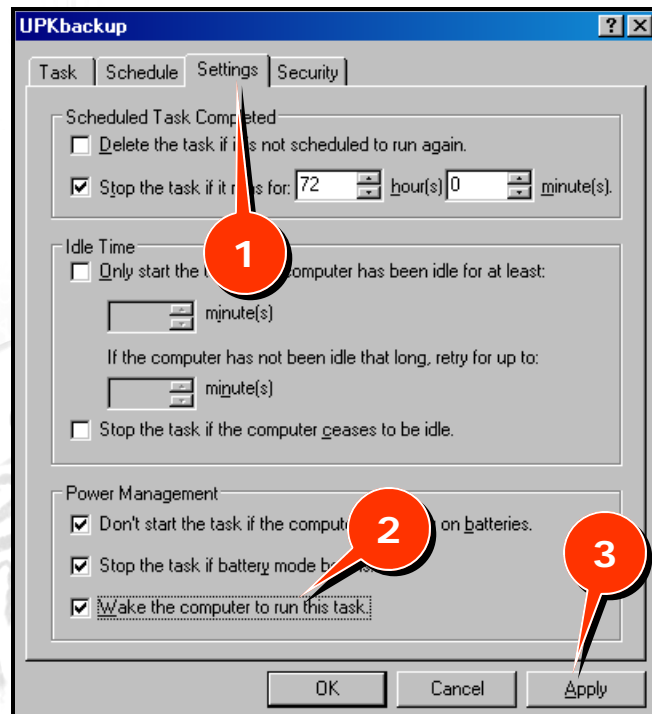 UPKbackup
Task Schedule Settings Security
Scheduled Task Completed
Delete the task if it is not scheduled to run again.
Stop the task if it runs for: 72 hour(s) 0 minute(s).
1
Idle Time
Only start the computer has been idle for at least:
minute(s)
If the computer has not been idle that long, retry for up to:
minute(s)
Stop the task if the computer ceases to be idle.
Power Management
Don't start the task if the computer on batteries.
2
Stop the task if battery mode
3
Wake the computer to run this task.
OK Cancel Apply